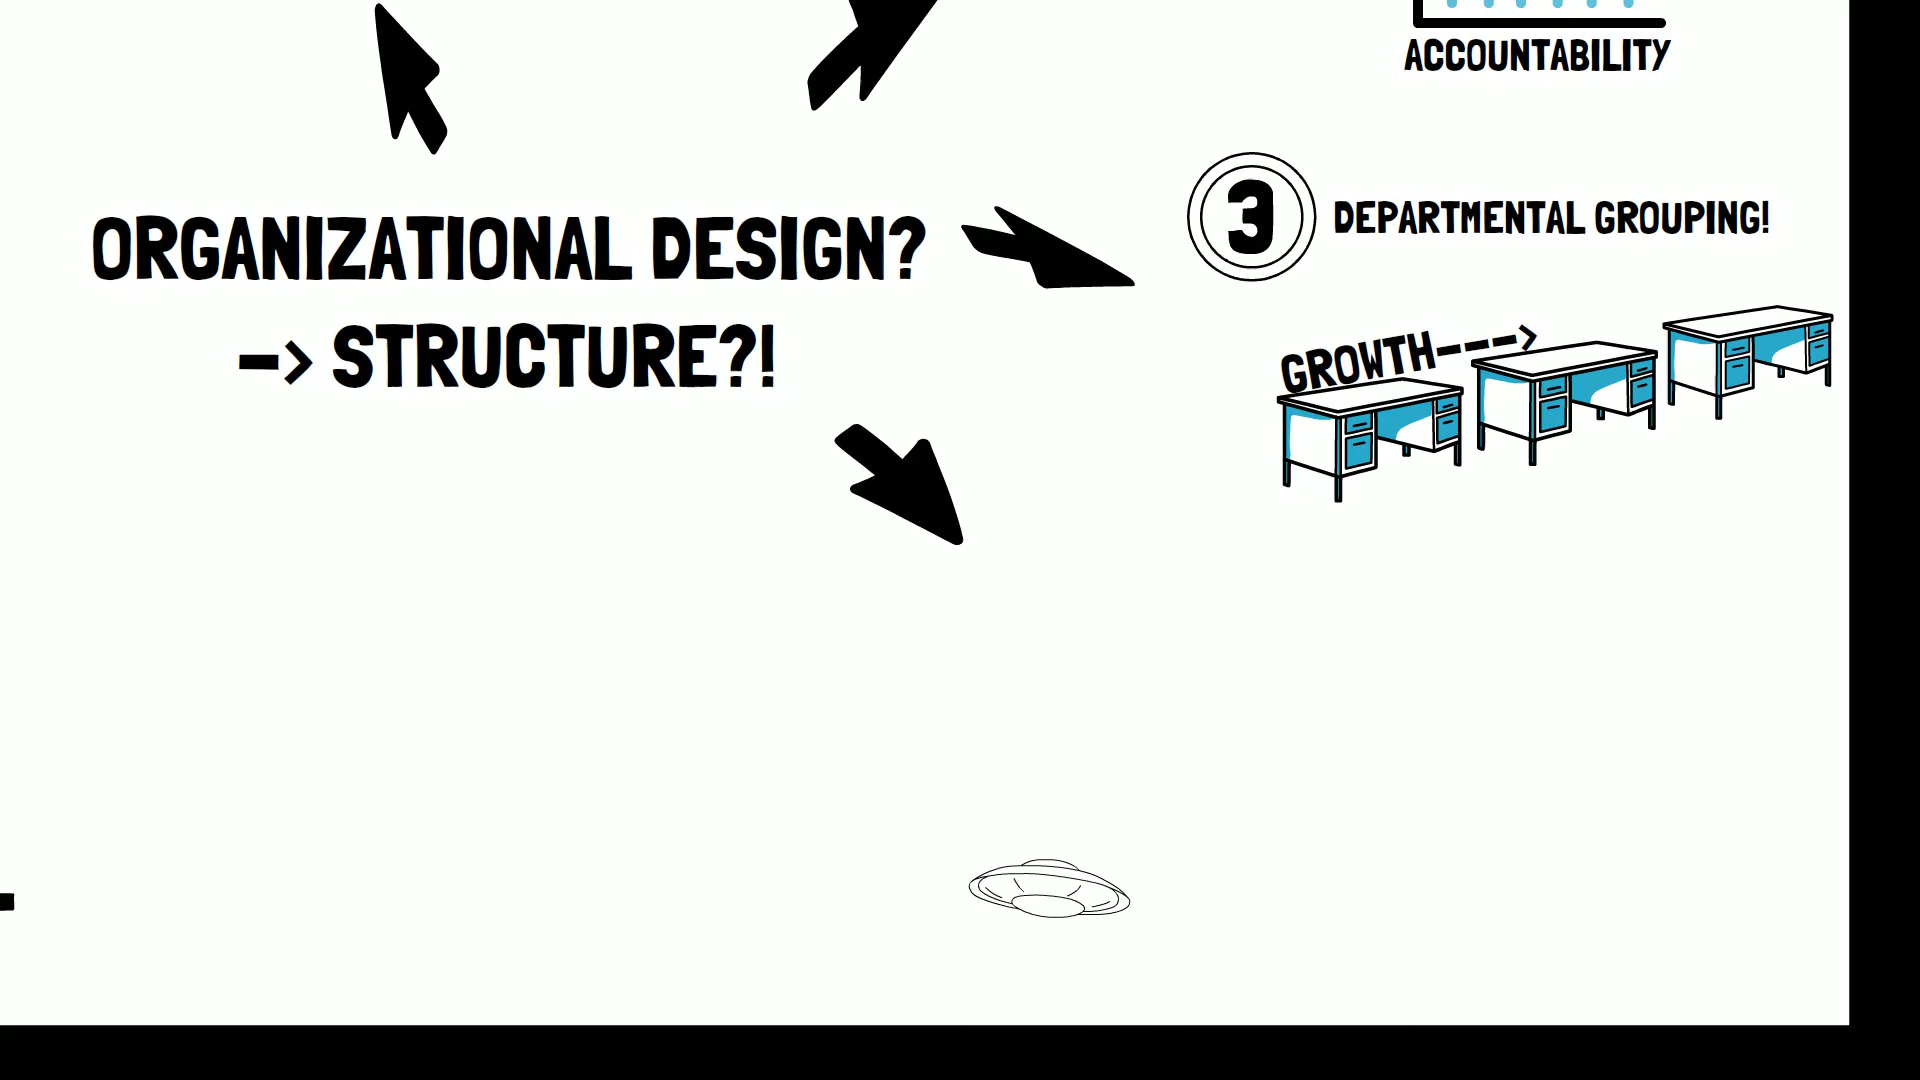 ACCOUNTABILITY
3 DEPARTMENTAL GROUPING!
ORGANIZATIONAL DESIGN?
-> STRUCTURE?!
GROWTH--->